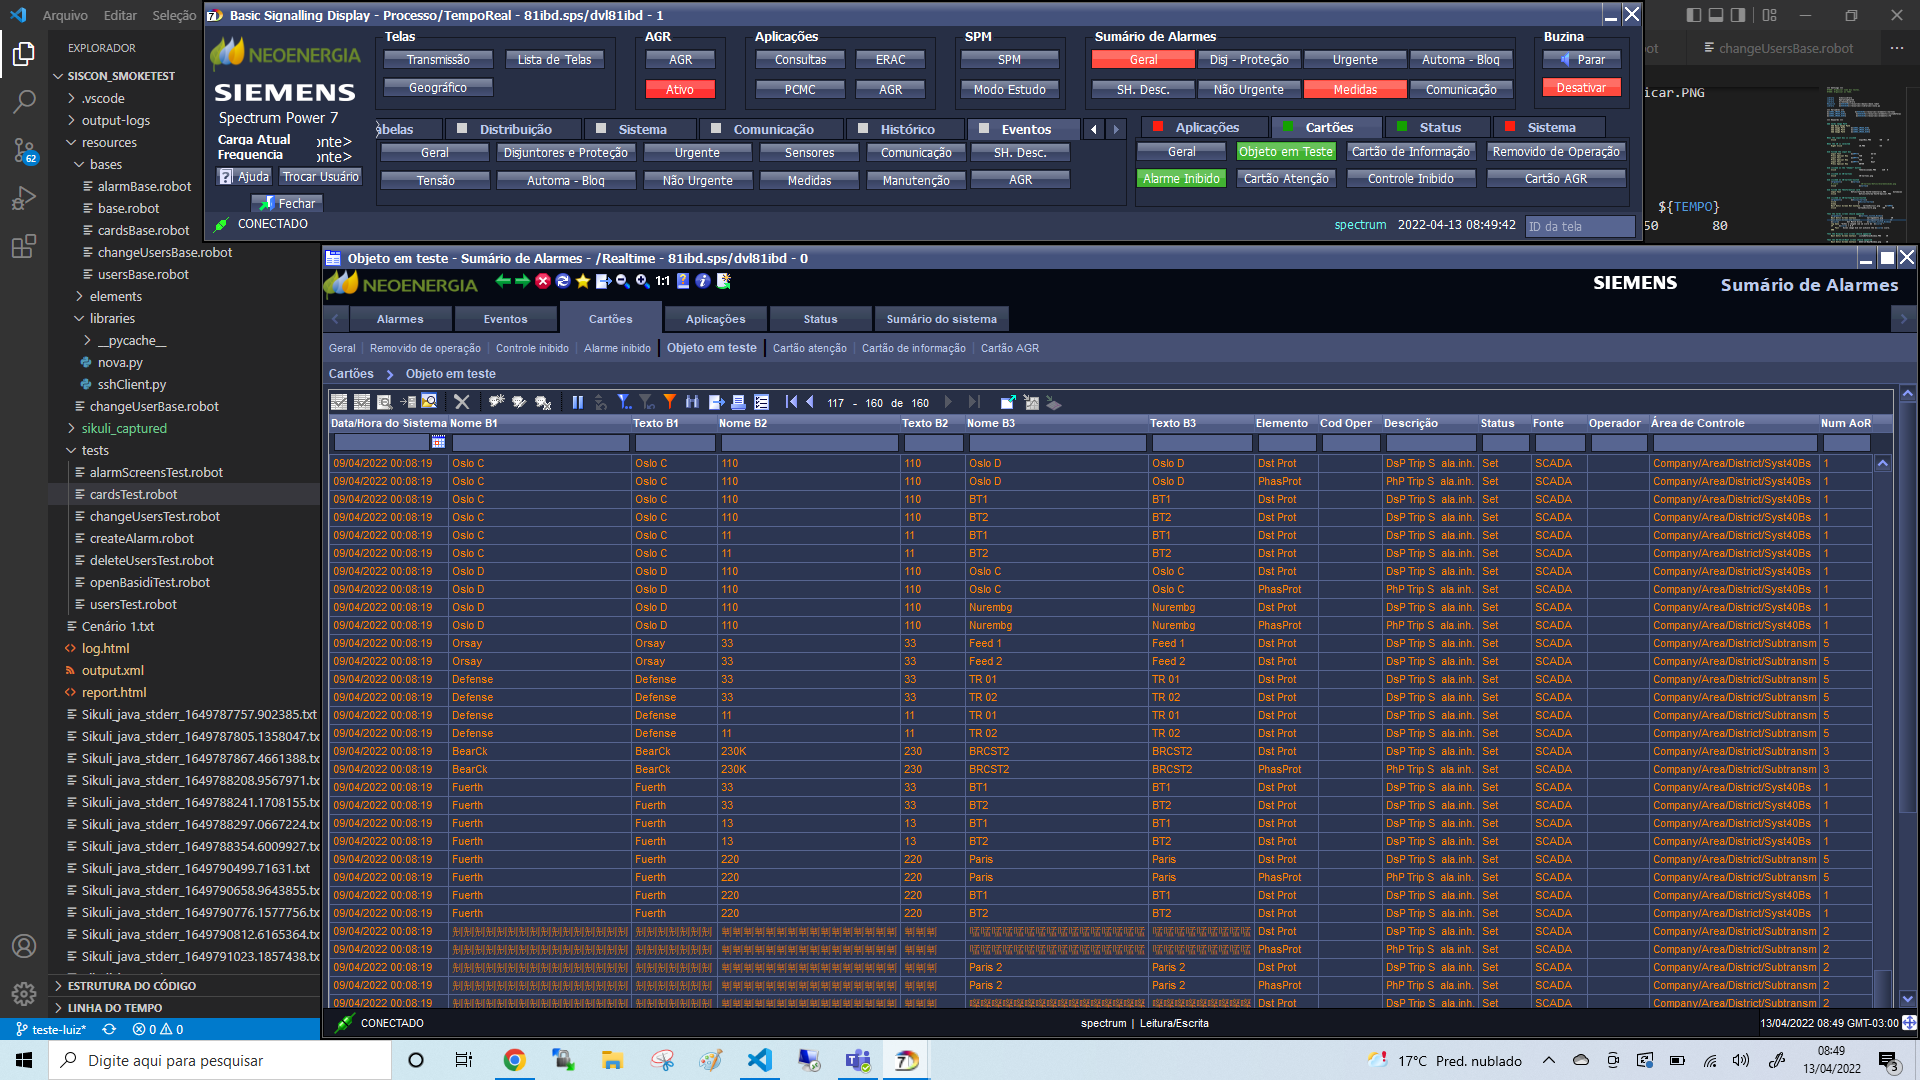 Arquivo Editar Seleção
EXPLORADOR
SISCON_SMOKETEST
.vscode
output-logs
resources
bases
alarmBase.robot
base.robot
cardsBase.robot
changeUsersBase.robot
usersBase.robot
elements
libraries
__pycache__
nova.py
sshClient.py
changeUserBase.robot
sikuli_captured
tests
alarmScreensTest.robot
cardsTest.robot
changeUsersTest.robot
createAlarm.robot
deleteUsersTest.robot
openBasidiTest.robot
usersTest.robot
Cenário 1.txt
log.html
output.xml
report.html
Sikuli_java_stderr_1649787757.902385.txt
Sikuli_java_stderr_1649787805.1358047.tx
Sikuli_java_stderr_1649787867.4661388.tx
Sikuli_java_stderr_1649788208.9567971.tx
Sikuli_java_stderr_1649788241.1708155.tx
Sikuli_java_stderr_1649788297.0667224.tx
Sikuli_java_stderr_1649788354.6009927.tx
Sikuli_java_stderr_1649790499.71631.txt
Sikuli_java_stderr_1649790658.9643855.tx
Sikuli_java_stderr_1649790776.1577756.tx
Sikuli_java_stderr_1649790812.6165364.tx
Sikuli_java_stderr_1649791023.1857438.tx
ESTRUTURA DO CÓDIGO
LINHA DO TEMPO
62
teste-luiz* 0 0
changeUsersBase.robot
icar.PNG
${TEMPO}
50 80
Basic Signalling Display - Processo/TempoReal - 81ibd.sps/dvl81ibd - 1
NEOENERGIA
SIEMENS
Spectrum Power 7
Carga Atual onte>
Frequencia onte>
Ajuda Trocar Usuário
Fechar
CONECTADO
Telas
Transmissão Lista de Telas
Geográfico
AGR
AGR
Ativo
Aplicações
Consultas ERAC
PCMC AGR
SPM
SPM
Modo Estudo
Sumário de Alarmes
Geral Disj - Proteção Urgente Automa - Bloq
SH. Desc. Não Urgente Medidas Comunicação
Buzina
Parar
Desativar
abelas Distribuição Sistema Comunicação Histórico Eventos
Geral Disjuntores e Proteção Urgente Sensores Comunicação SH. Desc.
Tensão Automa - Bloq Não Urgente Medidas Manutenção AGR
Aplicações Cartões Status Sistema
Geral Objeto em Teste Cartão de Informação Removido de Operação
Alarme Inibido Cartão Atenção Controle Inibido Cartão AGR
spectrum 2022-04-13 08:49:42 ID da tela
Objeto em teste - Sumário de Alarmes - /Realtime - 81ibd.sps/dvl81ibd - 0
NEOENERGIA 1:1 SIEMENS Sumário de Alarmes
Alarmes Eventos Cartões Aplicações Status Sumário do sistema
Geral Removido de operação Controle inibido Alarme inibido Objeto em teste Cartão atenção Cartão de informação Cartão AGR
Cartões Objeto em teste
117 - 160 de 160
Data/Hora do Sistema Nome B1 Texto B1 Nome B2 Texto B2 Nome B3 Texto B3 Elemento Cod Oper Descrição Status Fonte Operador Área de Controle Num AoR
09/04/2022 00:08:19 Oslo C Oslo C 110 110 Oslo D Oslo D Dst Prot DsP Trip S ala.inh. Set SCADA Company/Area/District/Syst40Bs 1
09/04/2022 00:08:19 Oslo C Oslo C 110 110 Oslo D Oslo D PhasProt PhP Trip S ala.inh. Set SCADA Company/Area/District/Syst40Bs 1
09/04/2022 00:08:19 Oslo C Oslo C 110 110 BT1 BT1 Dst Prot DsP Trip S ala.inh. Set SCADA Company/Area/District/Syst40Bs 1
09/04/2022 00:08:19 Oslo C Oslo C 110 110 BT2 BT2 Dst Prot DsP Trip S ala.inh. Set SCADA Company/Area/District/Syst40Bs 1
09/04/2022 00:08:19 Oslo C Oslo C 11 11 BT1 BT1 Dst Prot DsP Trip S ala.inh. Set SCADA Company/Area/District/Syst40Bs 1
09/04/2022 00:08:19 Oslo C Oslo C 11 11 BT2 BT2 Dst Prot DsP Trip S ala.inh. Set SCADA Company/Area/District/Syst40Bs 1
09/04/2022 00:08:19 Oslo D Oslo D 110 110 Oslo C Oslo C Dst Prot DsP Trip S ala.inh. Set SCADA Company/Area/District/Syst40Bs 1
09/04/2022 00:08:19 Oslo D Oslo D 110 110 Oslo C Oslo C PhasProt PhP Trip S ala.inh. Set SCADA Company/Area/District/Syst40Bs 1
09/04/2022 00:08:19 Oslo D Oslo D 110 110 Nurembg Nurembg Dst Prot DsP Trip S ala.inh. Set SCADA Company/Area/District/Syst40Bs 1
09/04/2022 00:08:19 Oslo D Oslo D 110 110 Nurembg Nurembg PhasProt PhP Trip S ala.inh. Set SCADA Company/Area/District/Syst40Bs 1
09/04/2022 00:08:19 Orsay Orsay 33 33 Feed 1 Feed 1 Dst Prot DsP Trip S ala.inh. Set SCADA Company/Area/District/Subtransm 5
09/04/2022 00:08:19 Orsay Orsay 33 33 Feed 2 Feed 2 Dst Prot DsP Trip S ala.inh. Set SCADA Company/Area/District/Subtransm 5
09/04/2022 00:08:19 Defense Defense 33 33 TR 01 TR 01 Dst Prot DsP Trip S ala.inh. Set SCADA Company/Area/District/Subtransm 5
09/04/2022 00:08:19 Defense Defense 33 33 TR 02 TR 02 Dst Prot DsP Trip S ala.inh. Set SCADA Company/Area/District/Subtransm 5
09/04/2022 00:08:19 Defense Defense 11 11 TR 01 TR 01 Dst Prot DsP Trip S ala.inh. Set SCADA Company/Area/District/Subtransm 5
09/04/2022 00:08:19 Defense Defense 11 11 TR 02 TR 02 Dst Prot DsP Trip S ala.inh. Set SCADA Company/Area/District/Subtransm 5
09/04/2022 00:08:19 BearCk BearCk 230K 230 BRCST2 BRCST2 Dst Prot DsP Trip S ala.inh. Set SCADA Company/Area/District/Subtransm 3
09/04/2022 00:08:19 BearCk BearCk 230K 230 BRCST2 BRCST2 PhasProt PhP Trip S ala.inh. Set SCADA Company/Area/District/Subtransm 3
09/04/2022 00:08:19 Fuerth Fuerth 33 33 BT1 BT1 Dst Prot DsP Trip S ala.inh. Set SCADA Company/Area/District/Syst40Bs 1
09/04/2022 00:08:19 Fuerth Fuerth 33 33 BT2 BT2 Dst Prot DsP Trip S ala.inh. Set SCADA Company/Area/District/Syst40Bs 1
09/04/2022 00:08:19 Fuerth Fuerth 13 13 BT1 BT1 Dst Prot DsP Trip S ala.inh. Set SCADA Company/Area/District/Syst40Bs 1
09/04/2022 00:08:19 Fuerth Fuerth 13 13 BT2 BT2 Dst Prot DsP Trip S ala.inh. Set SCADA Company/Area/District/Syst40Bs 1
09/04/2022 00:08:19 Fuerth Fuerth 220 220 Paris Paris Dst Prot DsP Trip S ala.inh. Set SCADA Company/Area/District/Subtransm 5
09/04/2022 00:08:19 Fuerth Fuerth 220 220 Paris Paris PhasProt PhP Trip S ala.inh. Set SCADA Company/Area/District/Subtransm 5
09/04/2022 00:08:19 Fuerth Fuerth 220 220 BT1 BT1 Dst Prot DsP Trip S ala.inh. Set SCADA Company/Area/District/Syst40Bs 1
09/04/2022 00:08:19 Fuerth Fuerth 220 220 BT2 BT2 Dst Prot DsP Trip S ala.inh. Set SCADA Company/Area/District/Syst40Bs 1
09/04/2022 00:08:19 Dst Prot DsP Trip S ala.inh. Set SCADA Company/Area/District/Subtransm 2
09/04/2022 00:08:19 PhasProt PhP Trip S ala.inh. Set SCADA Company/Area/District/Subtransm 2
09/04/2022 00:08:19 Paris 2 Paris 2 Dst Prot DsP Trip S ala.inh. Set SCADA Company/Area/District/Subtransm 2
09/04/2022 00:08:19 Paris 2 Paris 2 PhasProt PhP Trip S ala.inh. Set SCADA Company/Area/District/Subtransm 2
09/04/2022 00:08:19 Dst Prot DsP Trip S ala.inh. Set SCADA Company/Area/District/Subtransm 2
CONECTADO spectrum | Leitura/Escrita 13/04/2022 08:49 GMT-03:00
Digite aqui para pesquisar
17°C Pred. nublado
08:49
13/04/2022
3